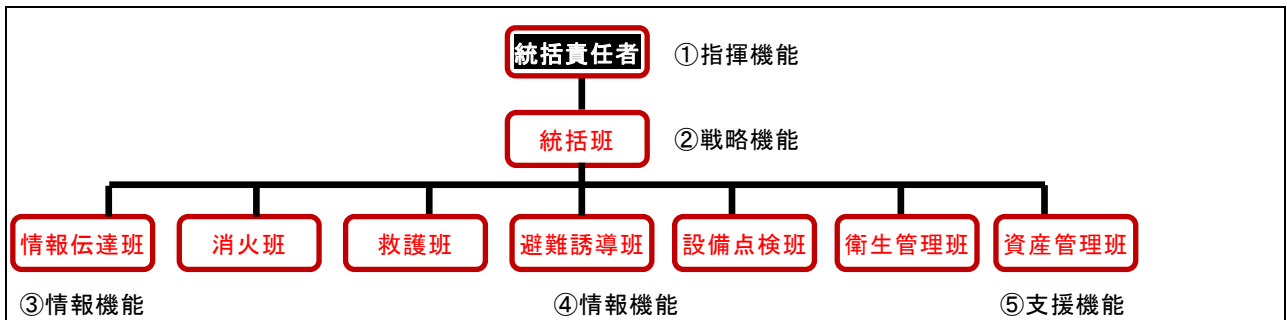 統括責任者 ①指揮機能
統括班 ②戦略機能
情報伝達班 消火班 救護班 避難誘導班 設備点検班 衛生管理班 資産管理班
③情報機能 ④情報機能 ⑤支援機能